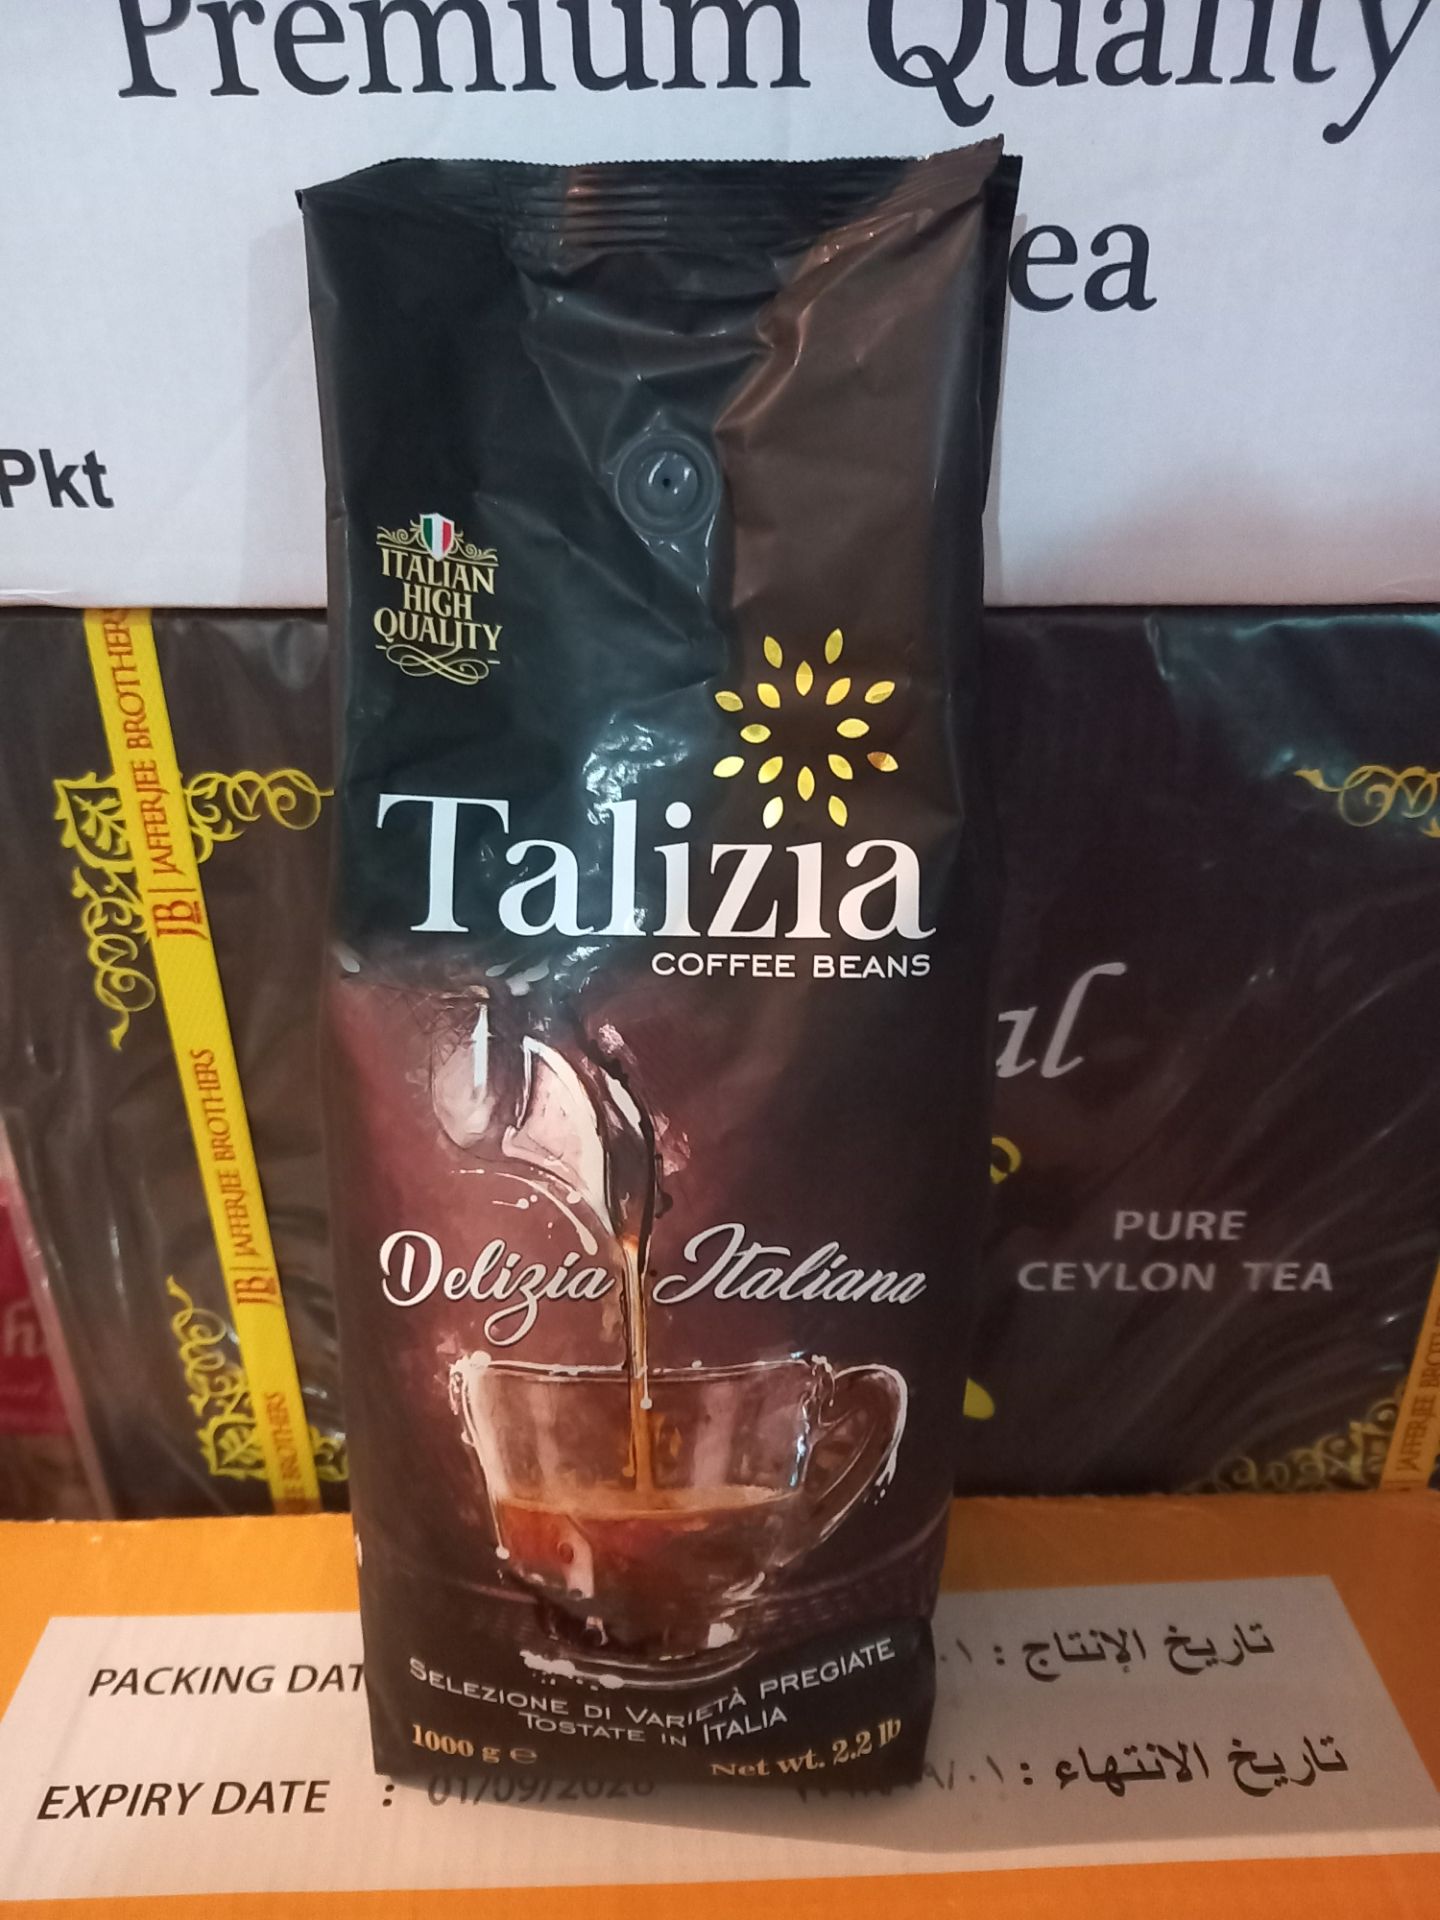 Premium Quality
ea
Pkt
ITALIAN
HIGH
QUALITY
Talizia
COFFEE BEANS
Delizia Italiana
SELEZIONE DI VARIETÀ PREGIATE
TOSTATE IN ITALIA
1000 g ℮
Net wt. 2.2 lb
JB | JAFFERJEE BROTHERS
JB | JAFFERJEE BROTHERS
BROTHERS
al
PURE
CEYLON TEA
JAFFERJEE BROTHERS
PACKING DAT
تاريخ الإنتاج :
EXPIRY DATE :
تاريخ الانتهاء :